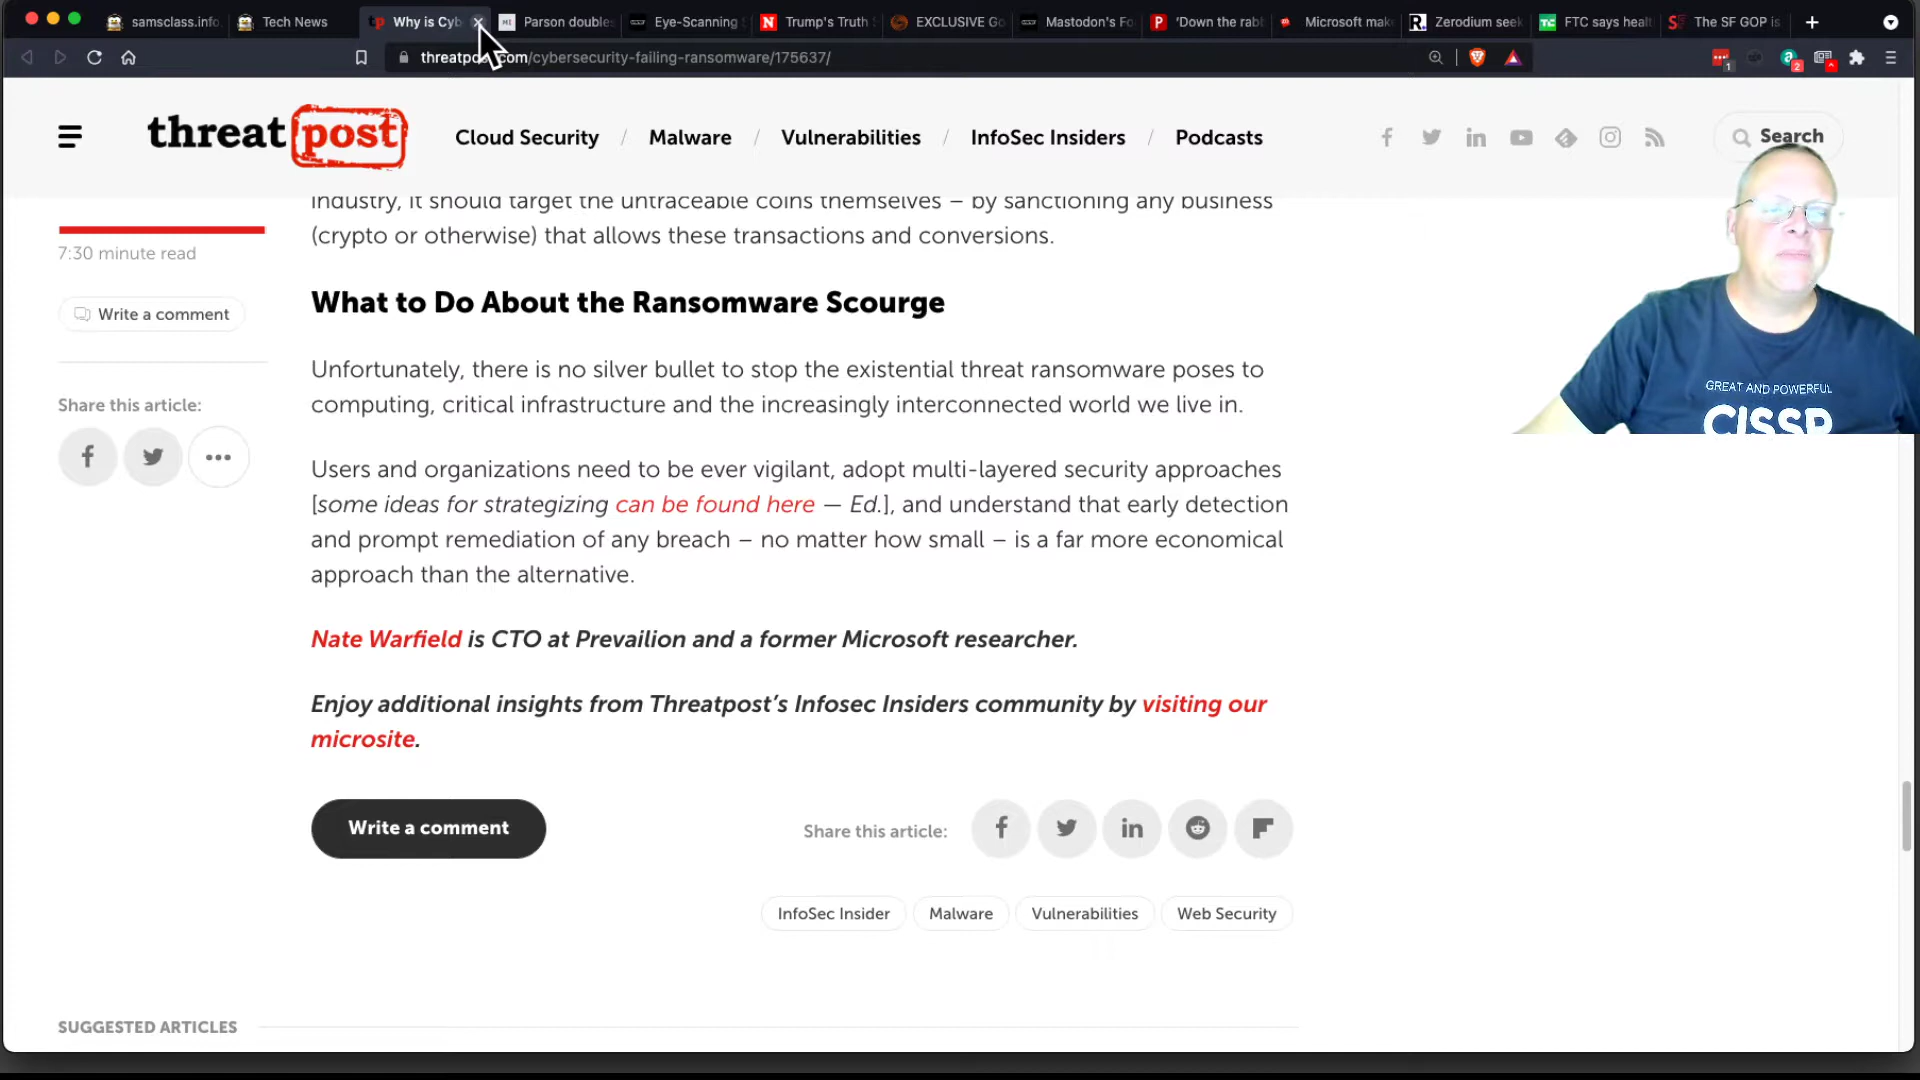 samsclass.info
Tech News
Why is Cyb
Parson doubles
Eye-Scanning
Trump's Truth
EXCLUSIVE Go
Mastodon's Fo
'Down the rabb
Microsoft mak
Zerodium seek
FTC says healt
The SF GOP is
threatpost.com/cybersecurity-failing-ransomware/175637/
threatpost
Cloud Security / Malware / Vulnerabilities / InfoSec Insiders / Podcasts
Search
industry, it should target the untraceable coins themselves – by sanctioning any business
(crypto or otherwise) that allows these transactions and conversions.
7:30 minute read
Write a comment
Share this article:
What to Do About the Ransomware Scourge
Unfortunately, there is no silver bullet to stop the existential threat ransomware poses to
computing, critical infrastructure and the increasingly interconnected world we live in.
Users and organizations need to be ever vigilant, adopt multi-layered security approaches
[some ideas for strategizing can be found here — Ed.], and understand that early detection
and prompt remediation of any breach – no matter how small – is a far more economical
approach than the alternative.
Nate Warfield is CTO at Prevailion and a former Microsoft researcher.
Enjoy additional insights from Threatpost's Infosec Insiders community by visiting our
microsite.
Write a comment
Share this article:
InfoSec Insider
Malware
Vulnerabilities
Web Security
SUGGESTED ARTICLES
GREAT AND POWERFUL
CISSP